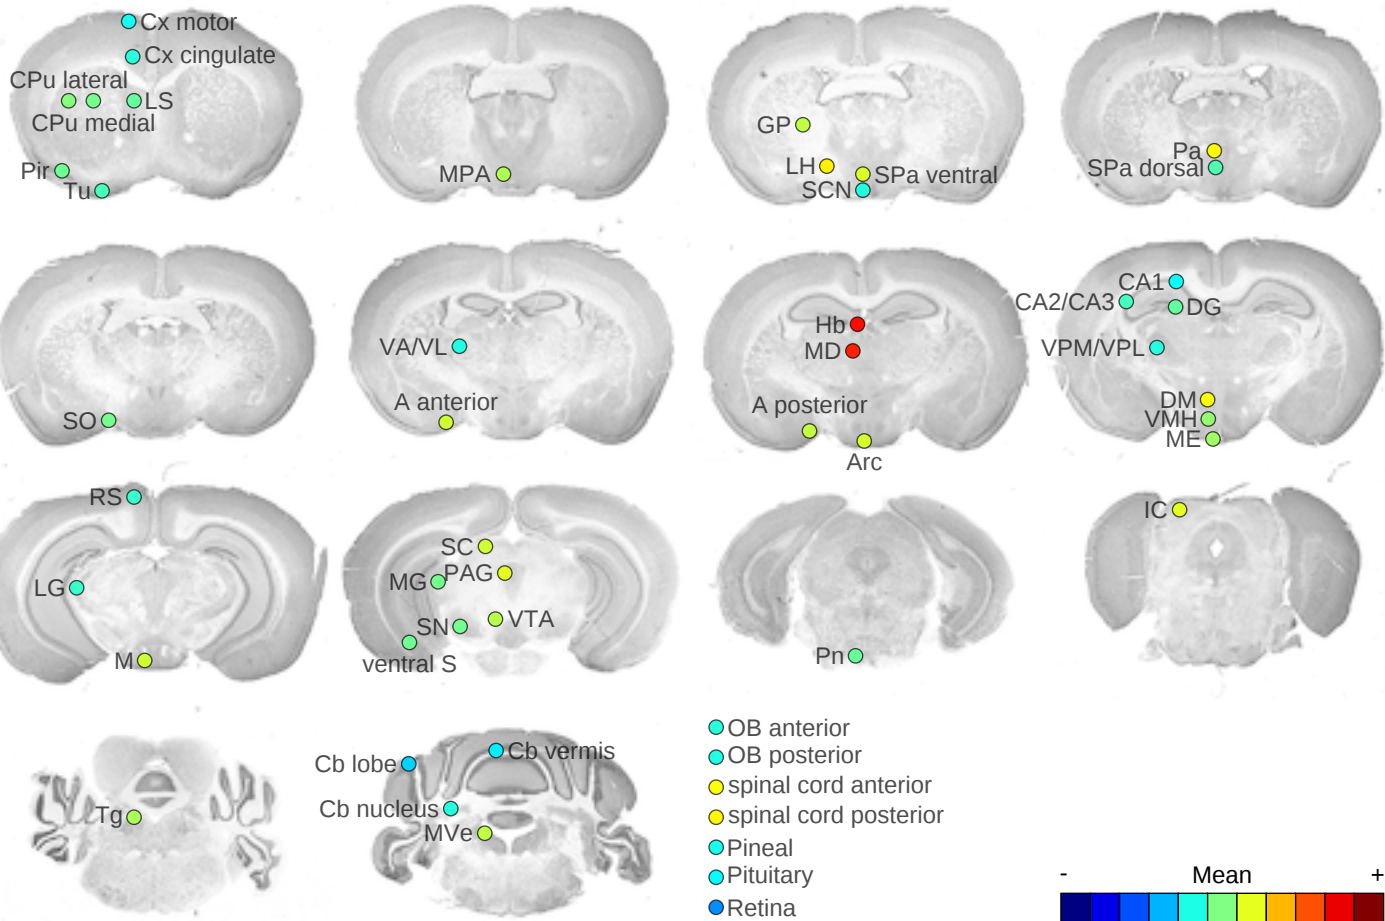 Cx motor
Cx cingulate
CPu lateral
LS
CPu medial
Pir
Tu
MPA
GP
LH
SPa ventral
SCN
Pa
SPa dorsal
SO
VA/VL
A anterior
Hb
MD
A posterior
Arc
CA1
CA2/CA3
DG
VPM/VPL
DM
VMH
ME
RS
LG
M
SC
PAG
MG
VTA
SN
ventral S
Pn
IC
Tg
Cb lobe
Cb vermis
Cb nucleus
MVe
OB anterior
OB posterior
spinal cord anterior
spinal cord posterior
Pineal
Pituitary
Retina
- Mean +